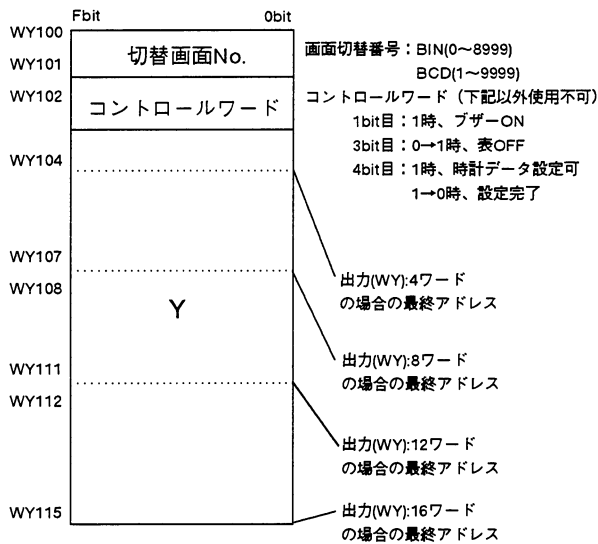 Fbit 0bit
WY100
WY101
切替画面No.
WY102
コントロールワード
WY104
WY107
WY108
Y
WY111
WY112
WY115
画面切替番号：BIN(0〜8999)
BCD(1〜9999)
コントロールワード（下記以外使用不可）
1bit目：1時、ブザーON
3bit目：0→1時、表OFF
4bit目：1時、時計データ設定可
1→0時、設定完了
出力(WY):4ワード
の場合の最終アドレス
出力(WY):8ワード
の場合の最終アドレス
出力(WY):12ワード
の場合の最終アドレス
出力(WY):16ワード
の場合の最終アドレス